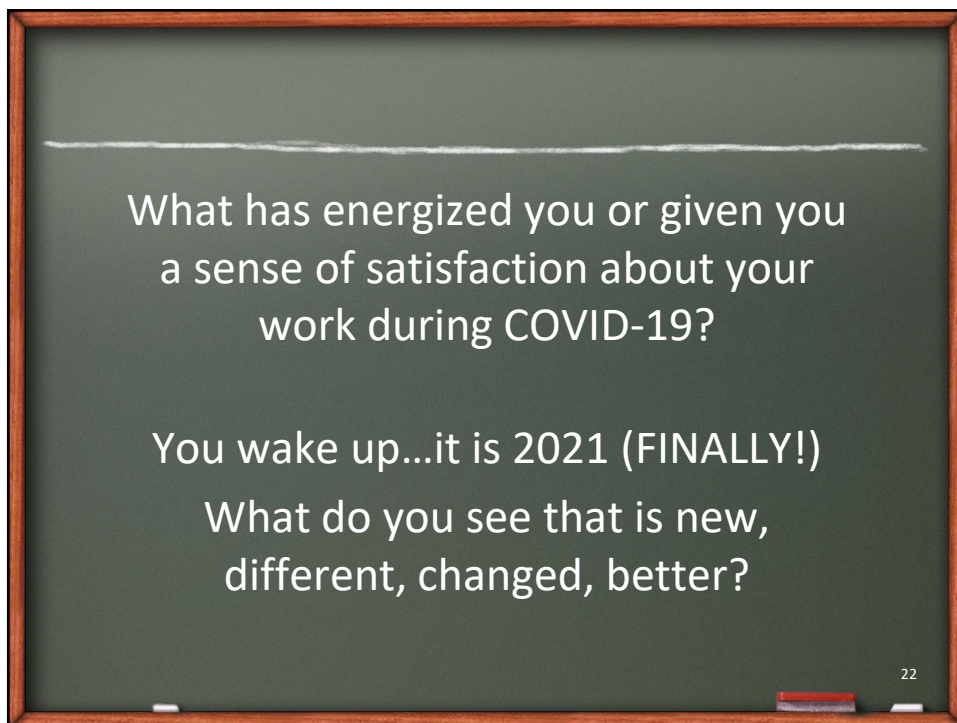 What has energized you or given you
a sense of satisfaction about your
work during COVID-19?
You wake up…it is 2021 (FINALLY!)
What do you see that is new,
different, changed, better?
22